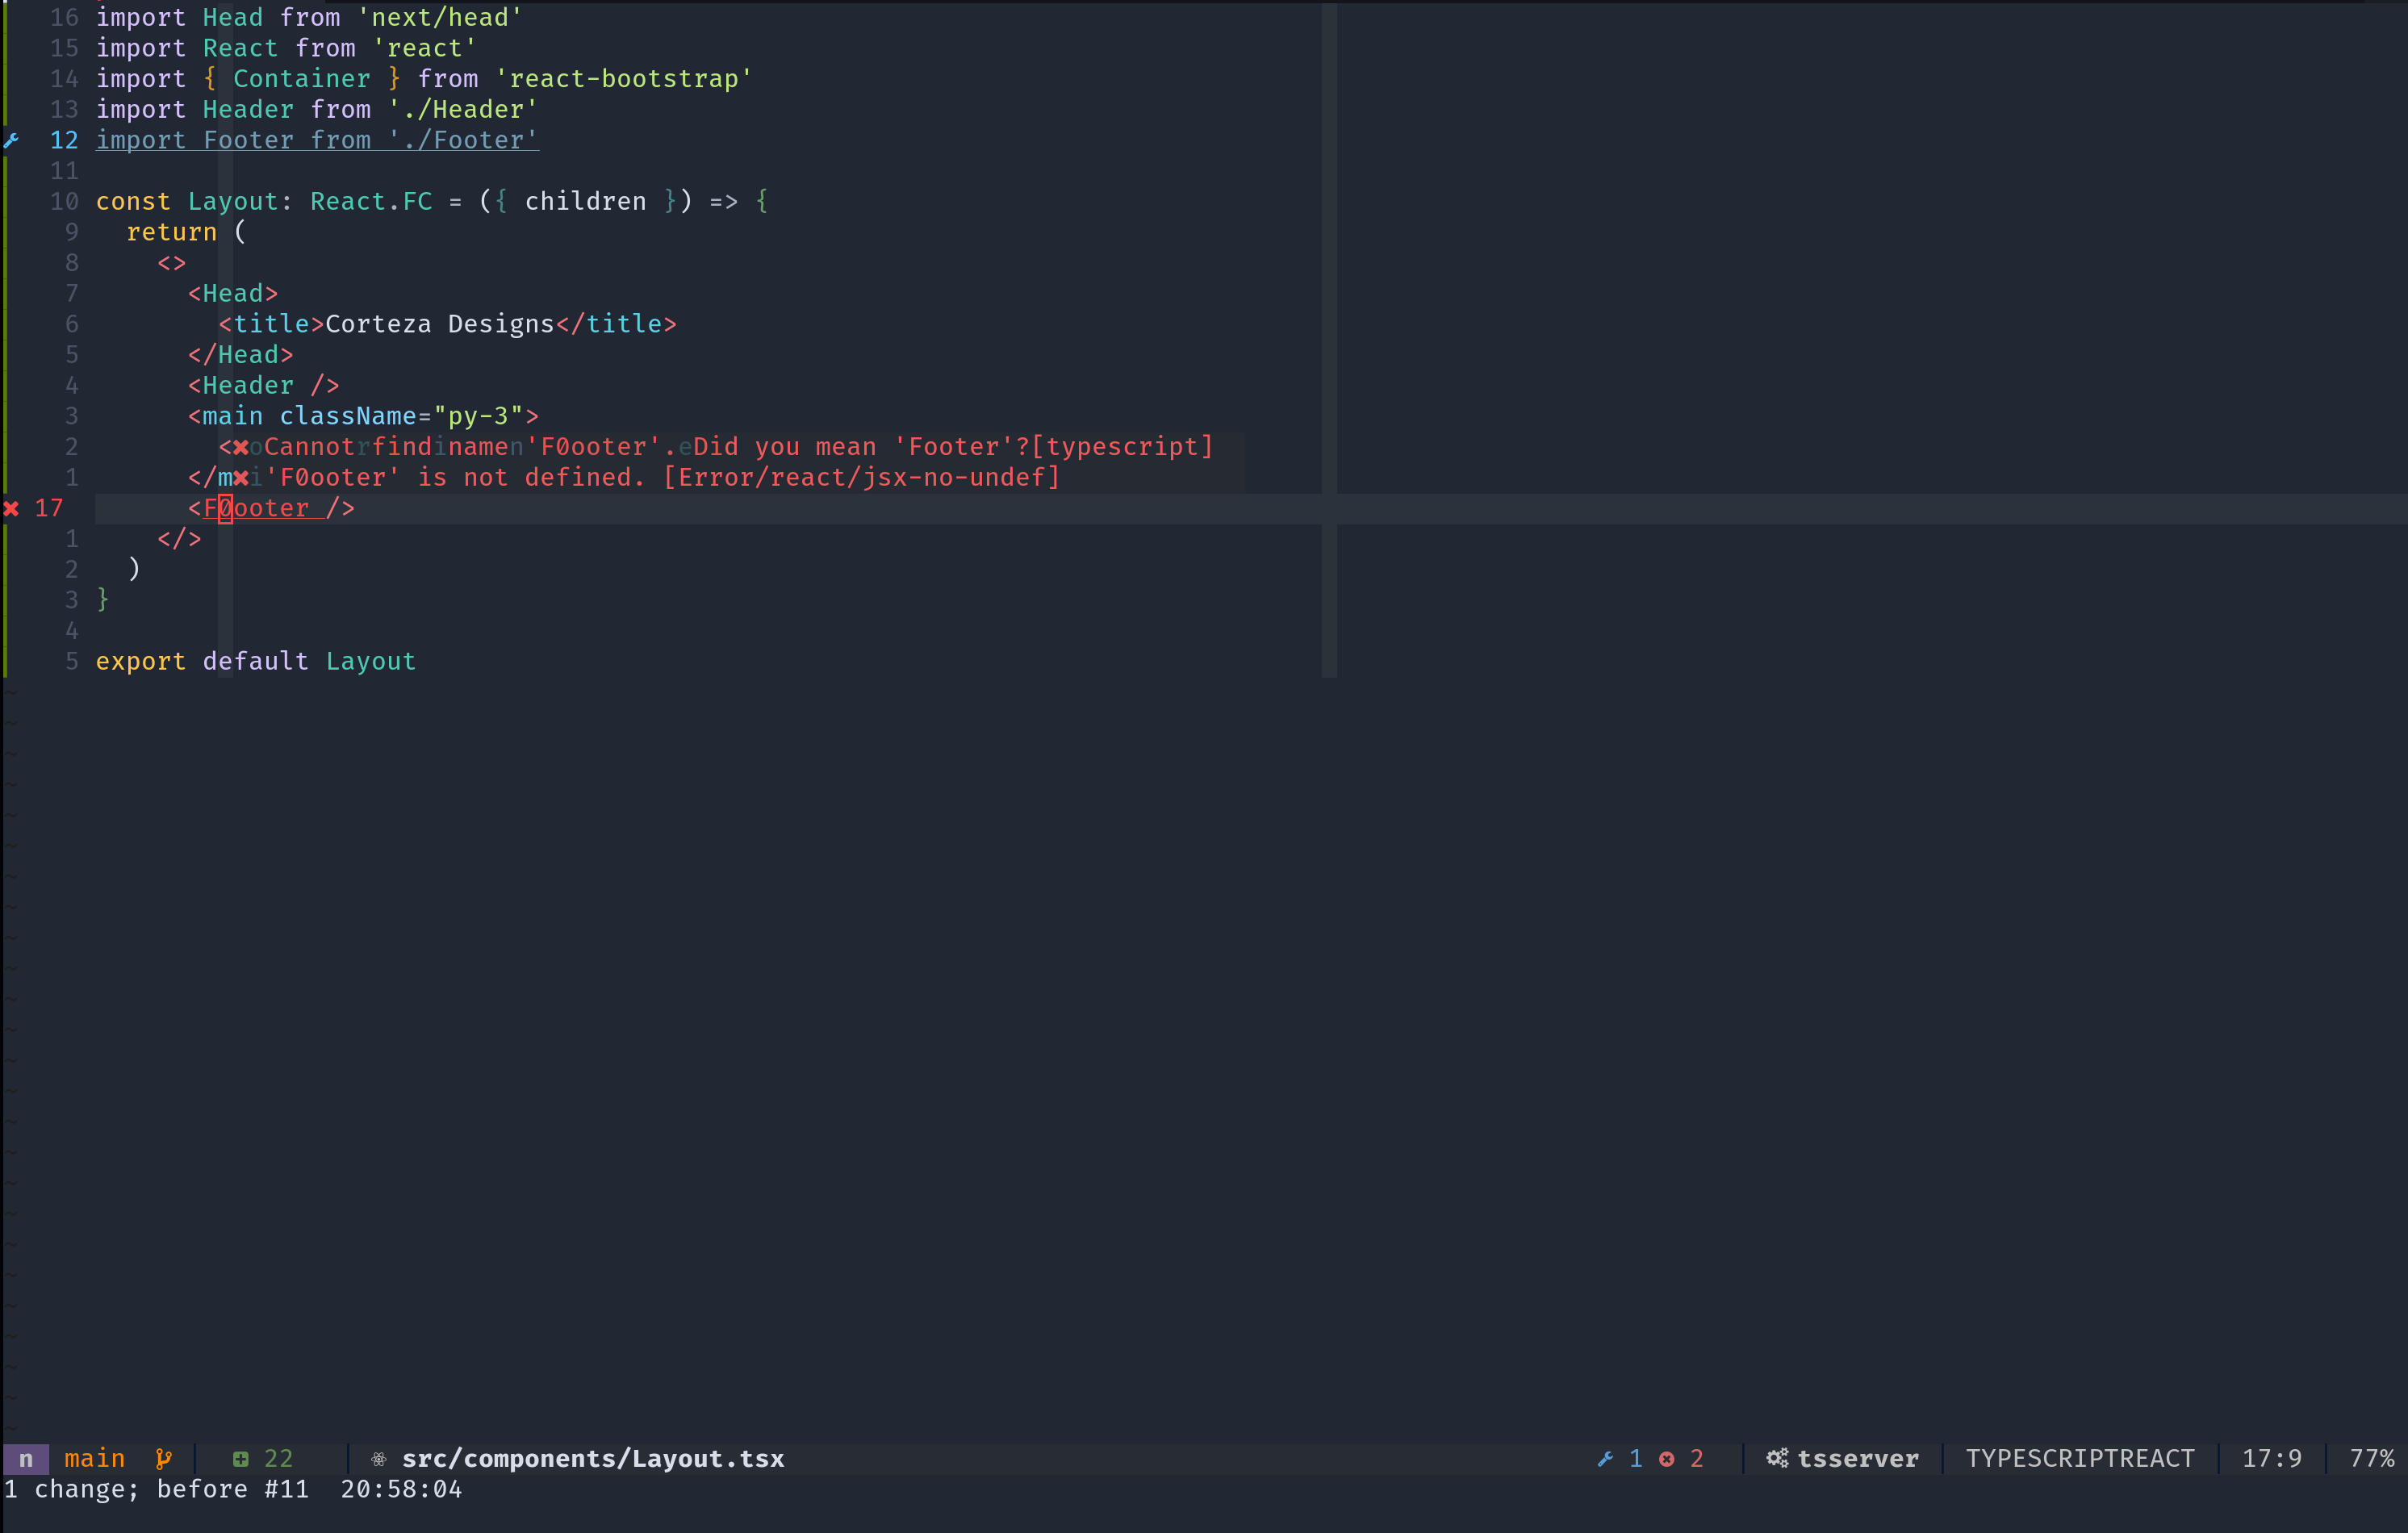 16 import Head from 'next/head'
15 import React from 'react'
14 import { Container } from 'react-bootstrap'
13 import Header from './Header'
12 import Footer from './Footer'
11
10 const Layout: React.FC = ({ children }) => {
9 return (
8 <>
7 <Head>
6 <title>Corteza Designs</title>
5 </Head>
4 <Header />
3 <main className="py-3">
2 < Cannot find name 'F0ooter'. Did you mean 'Footer'?[typescript]
1 </m 'F0ooter' is not defined. [Error/react/jsx-no-undef]
17 <F0ooter />
1 </>
2 )
3 }
4
5 export default Layout
n main 22 src/components/Layout.tsx 1 2 tsserver TYPESCRIPTREACT 17:9 77%
1 change; before #11 20:58:04